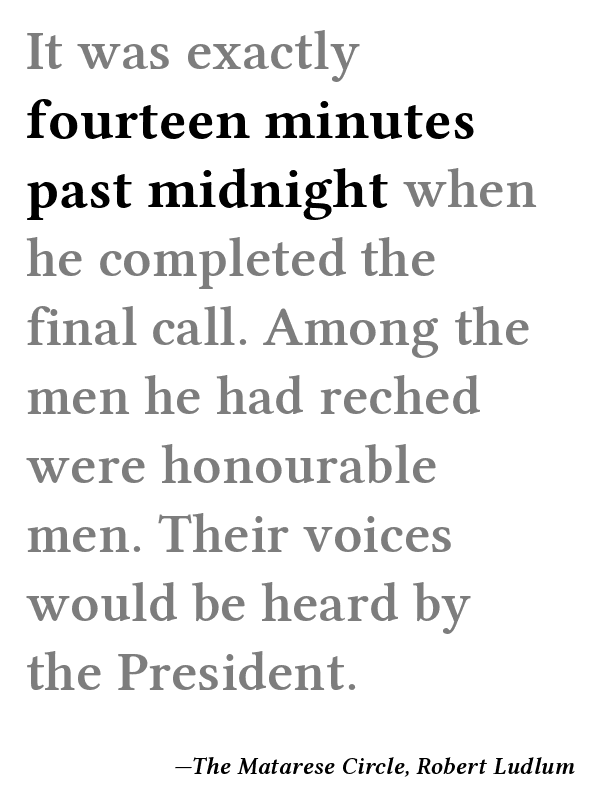 It was exactly
fourteen minutes
past midnight when
he completed the
final call. Among the
men he had reched
were honourable
men. Their voices
would be heard by
the President.
—The Matarese Circle, Robert Ludlum